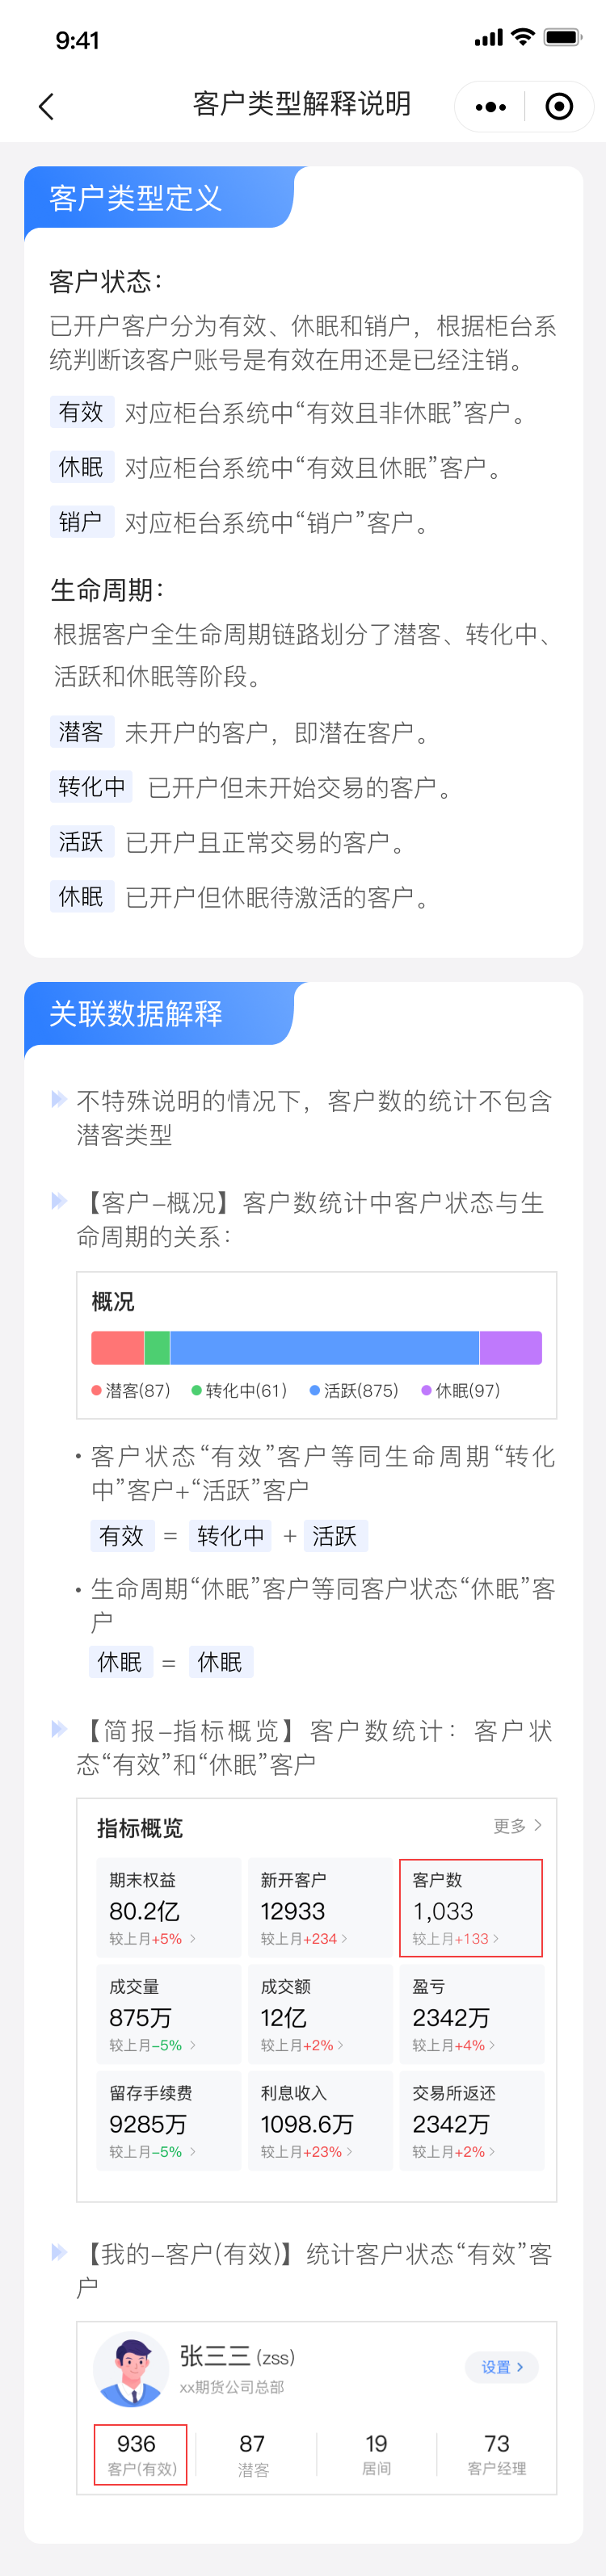 9:41
客户类型解释说明
客户类型定义
客户状态：
已开户客户分为有效、休眠和销户，根据柜台系
统判断该客户账号是有效在用还是已经注销。
有效 对应柜台系统中“有效且非休眠”客户。
休眠 对应柜台系统中“有效且休眠”客户。
销户 对应柜台系统中“销户”客户。
生命周期：
根据客户全生命周期链路划分了潜客、转化中、
活跃和休眠等阶段。
潜客 未开户的客户，即潜在客户。
转化中 已开户但未开始交易的客户。
活跃 已开户且正常交易的客户。
休眠 已开户但休眠待激活的客户。
关联数据解释
不特殊说明的情况下，客户数的统计不包含
潜客类型
【客户-概况】客户数统计中客户状态与生
命周期的关系：
概况
潜客(87) 转化中(61) 活跃(875) 休眠(97)
· 客户状态“有效”客户等同生命周期“转化
中”客户+“活跃”客户
有效 = 转化中 + 活跃
· 生命周期“休眠”客户等同客户状态“休眠”客
户
休眠 = 休眠
【简报-指标概览】客户数统计：客户状
态“有效”和“休眠”客户
指标概览 更多 >
期末权益 新开客户 客户数
80.2亿 12933 1,033
较上月+5% > 较上月+234 > 较上月+133 >
成交量 成交额 盈亏
875万 12亿 2342万
较上月-5% > 较上月+2% > 较上月+4% >
留存手续费 利息收入 交易所返还
9285万 1098.6万 2342万
较上月-5% > 较上月+23% > 较上月+2% >
【我的-客户(有效)】统计客户状态“有效”客
户
张三三 (zss)
设置 >
xx期货公司总部
936 87 19 73
客户(有效) 潜客 居间 客户经理